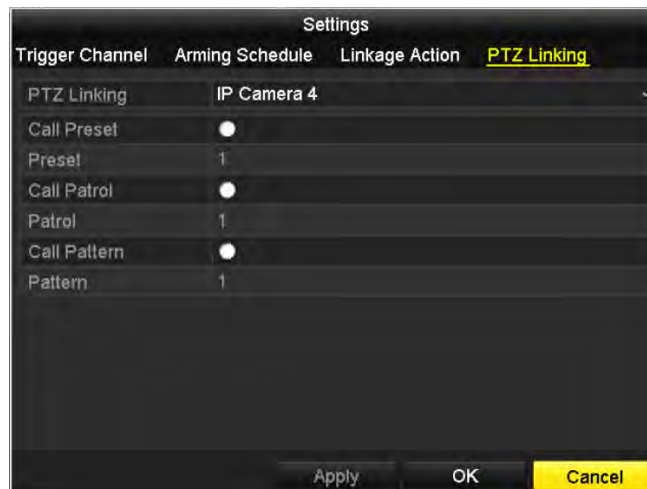 Settings
Trigger Channel Arming Schedule Linkage Action PTZ Linking
PTZ Linking IP Camera 4
Call Preset
Preset 1
Call Patrol
Patrol 1
Call Pattern
Pattern 1
Apply OK Cancel